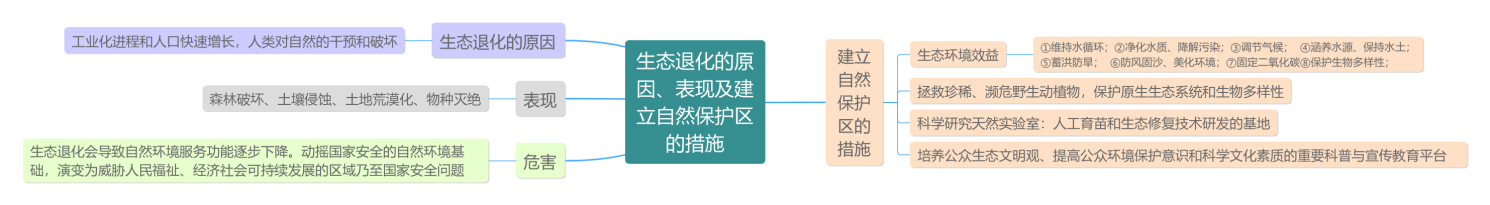 生态退化的原因、表现及建立自然保护区的措施
生态退化的原因
工业化进程和人口快速增长，人类对自然的干预和破坏
表现
森林破坏、土壤侵蚀、土地荒漠化、物种灭绝
危害
生态退化会导致自然环境服务功能逐步下降。动摇国家安全的自然环境基
础，演变为威胁人民福祉、经济社会可持续发展的区域乃至国家安全问题
建立自然保护区的措施
生态环境效益
①维持水循环；②净化水质、降解污染；③调节气候； ④涵养水源、保持水土；
⑤蓄洪防旱； ⑥防风固沙、美化环境；⑦固定二氧化碳⑧保护生物多样性；
拯救珍稀、濒危野生动植物，保护原生生态系统和生物多样性
科学研究天然实验室：人工育苗和生态修复技术研发的基地
培养公众生态文明观、提高公众环境保护意识和科学文化素质的重要科普与宣传教育平台